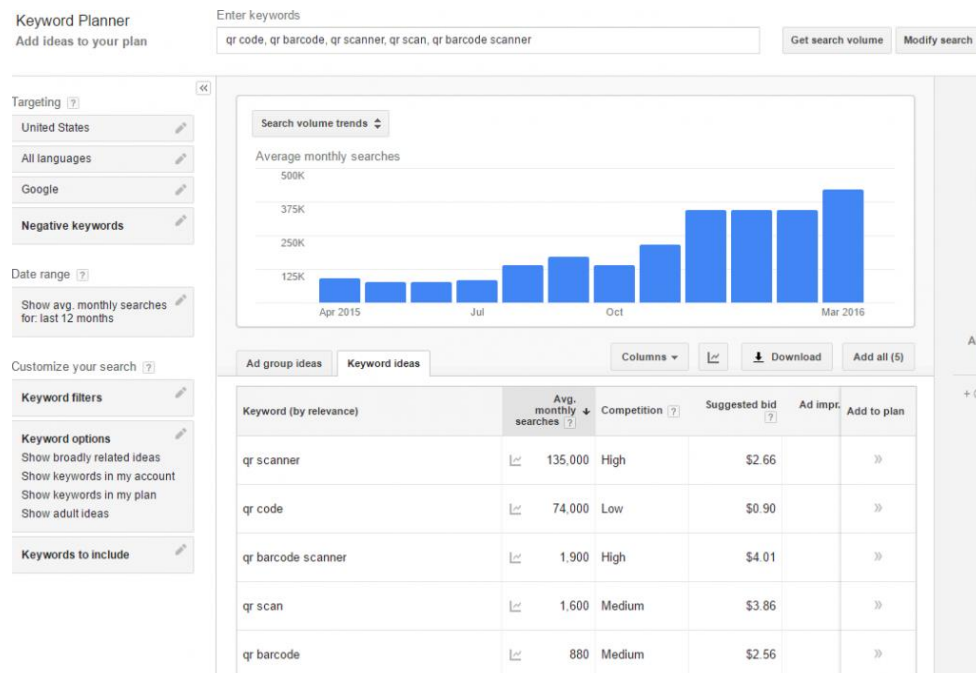 Keyword Planner
Add ideas to your plan
Enter keywords
qr code, qr barcode, qr scanner, qr scan, qr barcode scanner
Get search volume
Modify search
Targeting ?
United States
All languages
Google
Negative keywords
Date range ?
Show avg. monthly searches
for: last 12 months
Customize your search ?
Keyword filters
Keyword options
Show broadly related ideas
Show keywords in my account
Show keywords in my plan
Show adult ideas
Keywords to include
Search volume trends
Average monthly searches
500K
375K
250K
125K
Apr 2015 Jul Oct Mar 2016
Ad group ideas
Keyword ideas
Columns
Download
Add all (5)
Keyword (by relevance)
Avg.
monthly
searches ?
Competition ?
Suggested bid
?
Ad impr.
Add to plan
qr scanner 135,000 High $2.66
qr code 74,000 Low $0.90
qr barcode scanner 1,900 High $4.01
qr scan 1,600 Medium $3.86
qr barcode 880 Medium $2.56